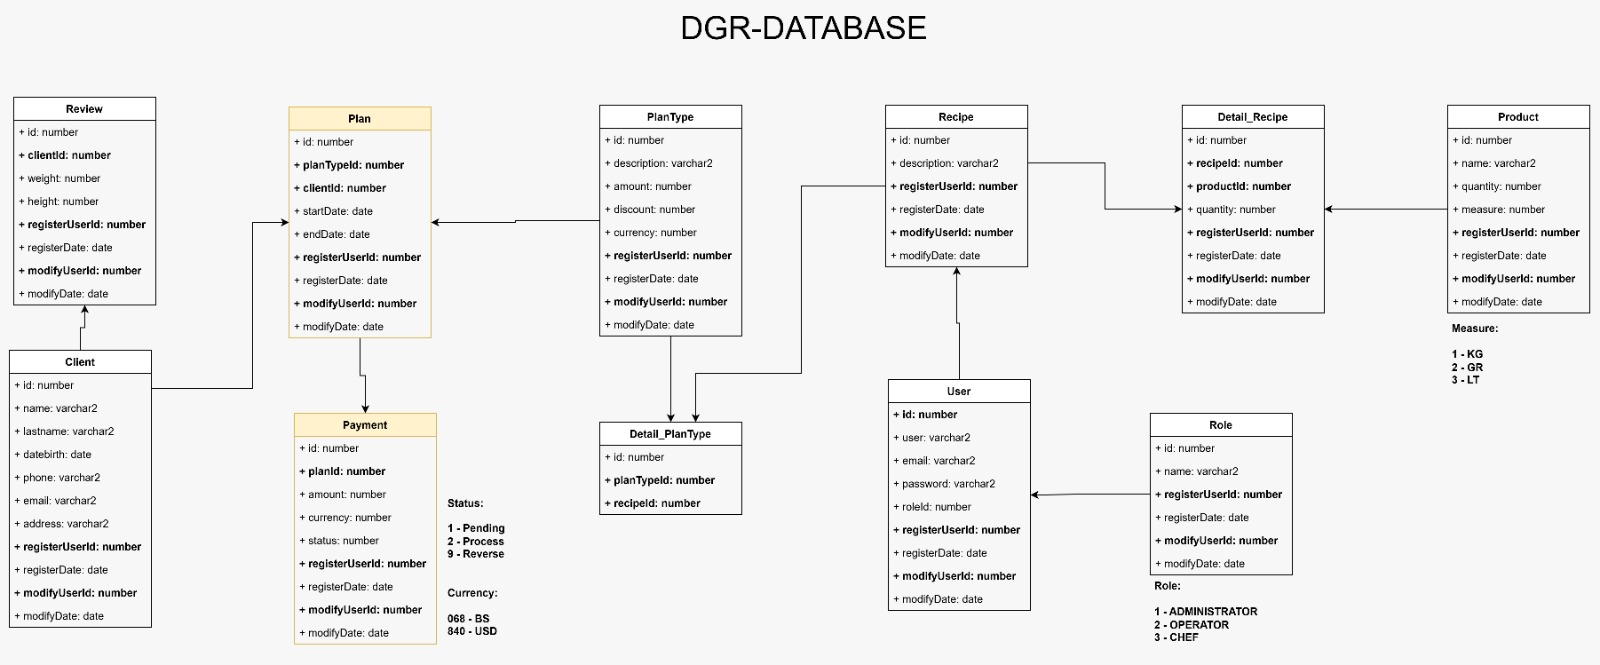 DGR-DATABASE
Review
+ id: number
+ clientId: number
+ weight: number
+ height: number
+ registerUserId: number
+ registerDate: date
+ modifyUserId: number
+ modifyDate: date
Client
+ id: number
+ name: varchar2
+ lastname: varchar2
+ datebirth: date
+ phone: varchar2
+ email: varchar2
+ address: varchar2
+ registerUserId: number
+ registerDate: date
+ modifyUserId: number
+ modifyDate: date
Plan
+ id: number
+ planTypeId: number
+ clientId: number
+ startDate: date
+ endDate: date
+ registerUserId: number
+ registerDate: date
+ modifyUserId: number
+ modifyDate: date
Payment
+ id: number
+ planId: number
+ amount: number
+ currency: number
+ status: number
+ registerUserId: number
+ registerDate: date
+ modifyUserId: number
+ modifyDate: date
Status:
1 - Pending
2 - Process
9 - Reverse
Currency:
068 - BS
840 - USD
PlanType
+ id: number
+ description: varchar2
+ amount: number
+ discount: number
+ currency: number
+ registerUserId: number
+ registerDate: date
+ modifyUserId: number
+ modifyDate: date
Detail_PlanType
+ id: number
+ planTypeId: number
+ recipeId: number
Recipe
+ id: number
+ description: varchar2
+ registerUserId: number
+ registerDate: date
+ modifyUserId: number
+ modifyDate: date
User
+ id: number
+ user: varchar2
+ email: varchar2
+ password: varchar2
+ roleId: number
+ registerUserId: number
+ registerDate: date
+ modifyUserId: number
+ modifyDate: date
Detail_Recipe
+ id: number
+ recipeId: number
+ productId: number
+ quantity: number
+ registerUserId: number
+ registerDate: date
+ modifyUserId: number
+ modifyDate: date
Role
+ id: number
+ name: varchar2
+ registerUserId: number
+ registerDate: date
+ modifyUserId: number
+ modifyDate: date
Role:
1 - ADMINISTRATOR
2 - OPERATOR
3 - CHEF
Product
+ id: number
+ name: varchar2
+ quantity: number
+ measure: number
+ registerUserId: number
+ registerDate: date
+ modifyUserId: number
+ modifyDate: date
Measure:
1 - KG
2 - GR
3 - LT